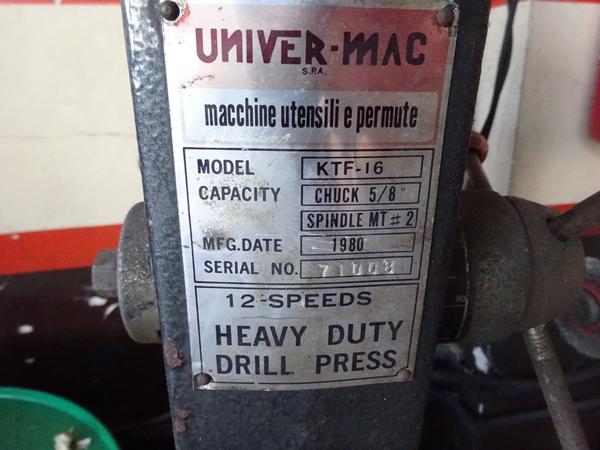 UNIVER-MAC
S.P.A.
macchine utensili e permute
MODEL KTF-16
CAPACITY CHUCK 5/8"
SPINDLE MT # 2
MFG.DATE 1980
SERIAL NO. 71008
12-SPEEDS
HEAVY DUTY
DRILL PRESS